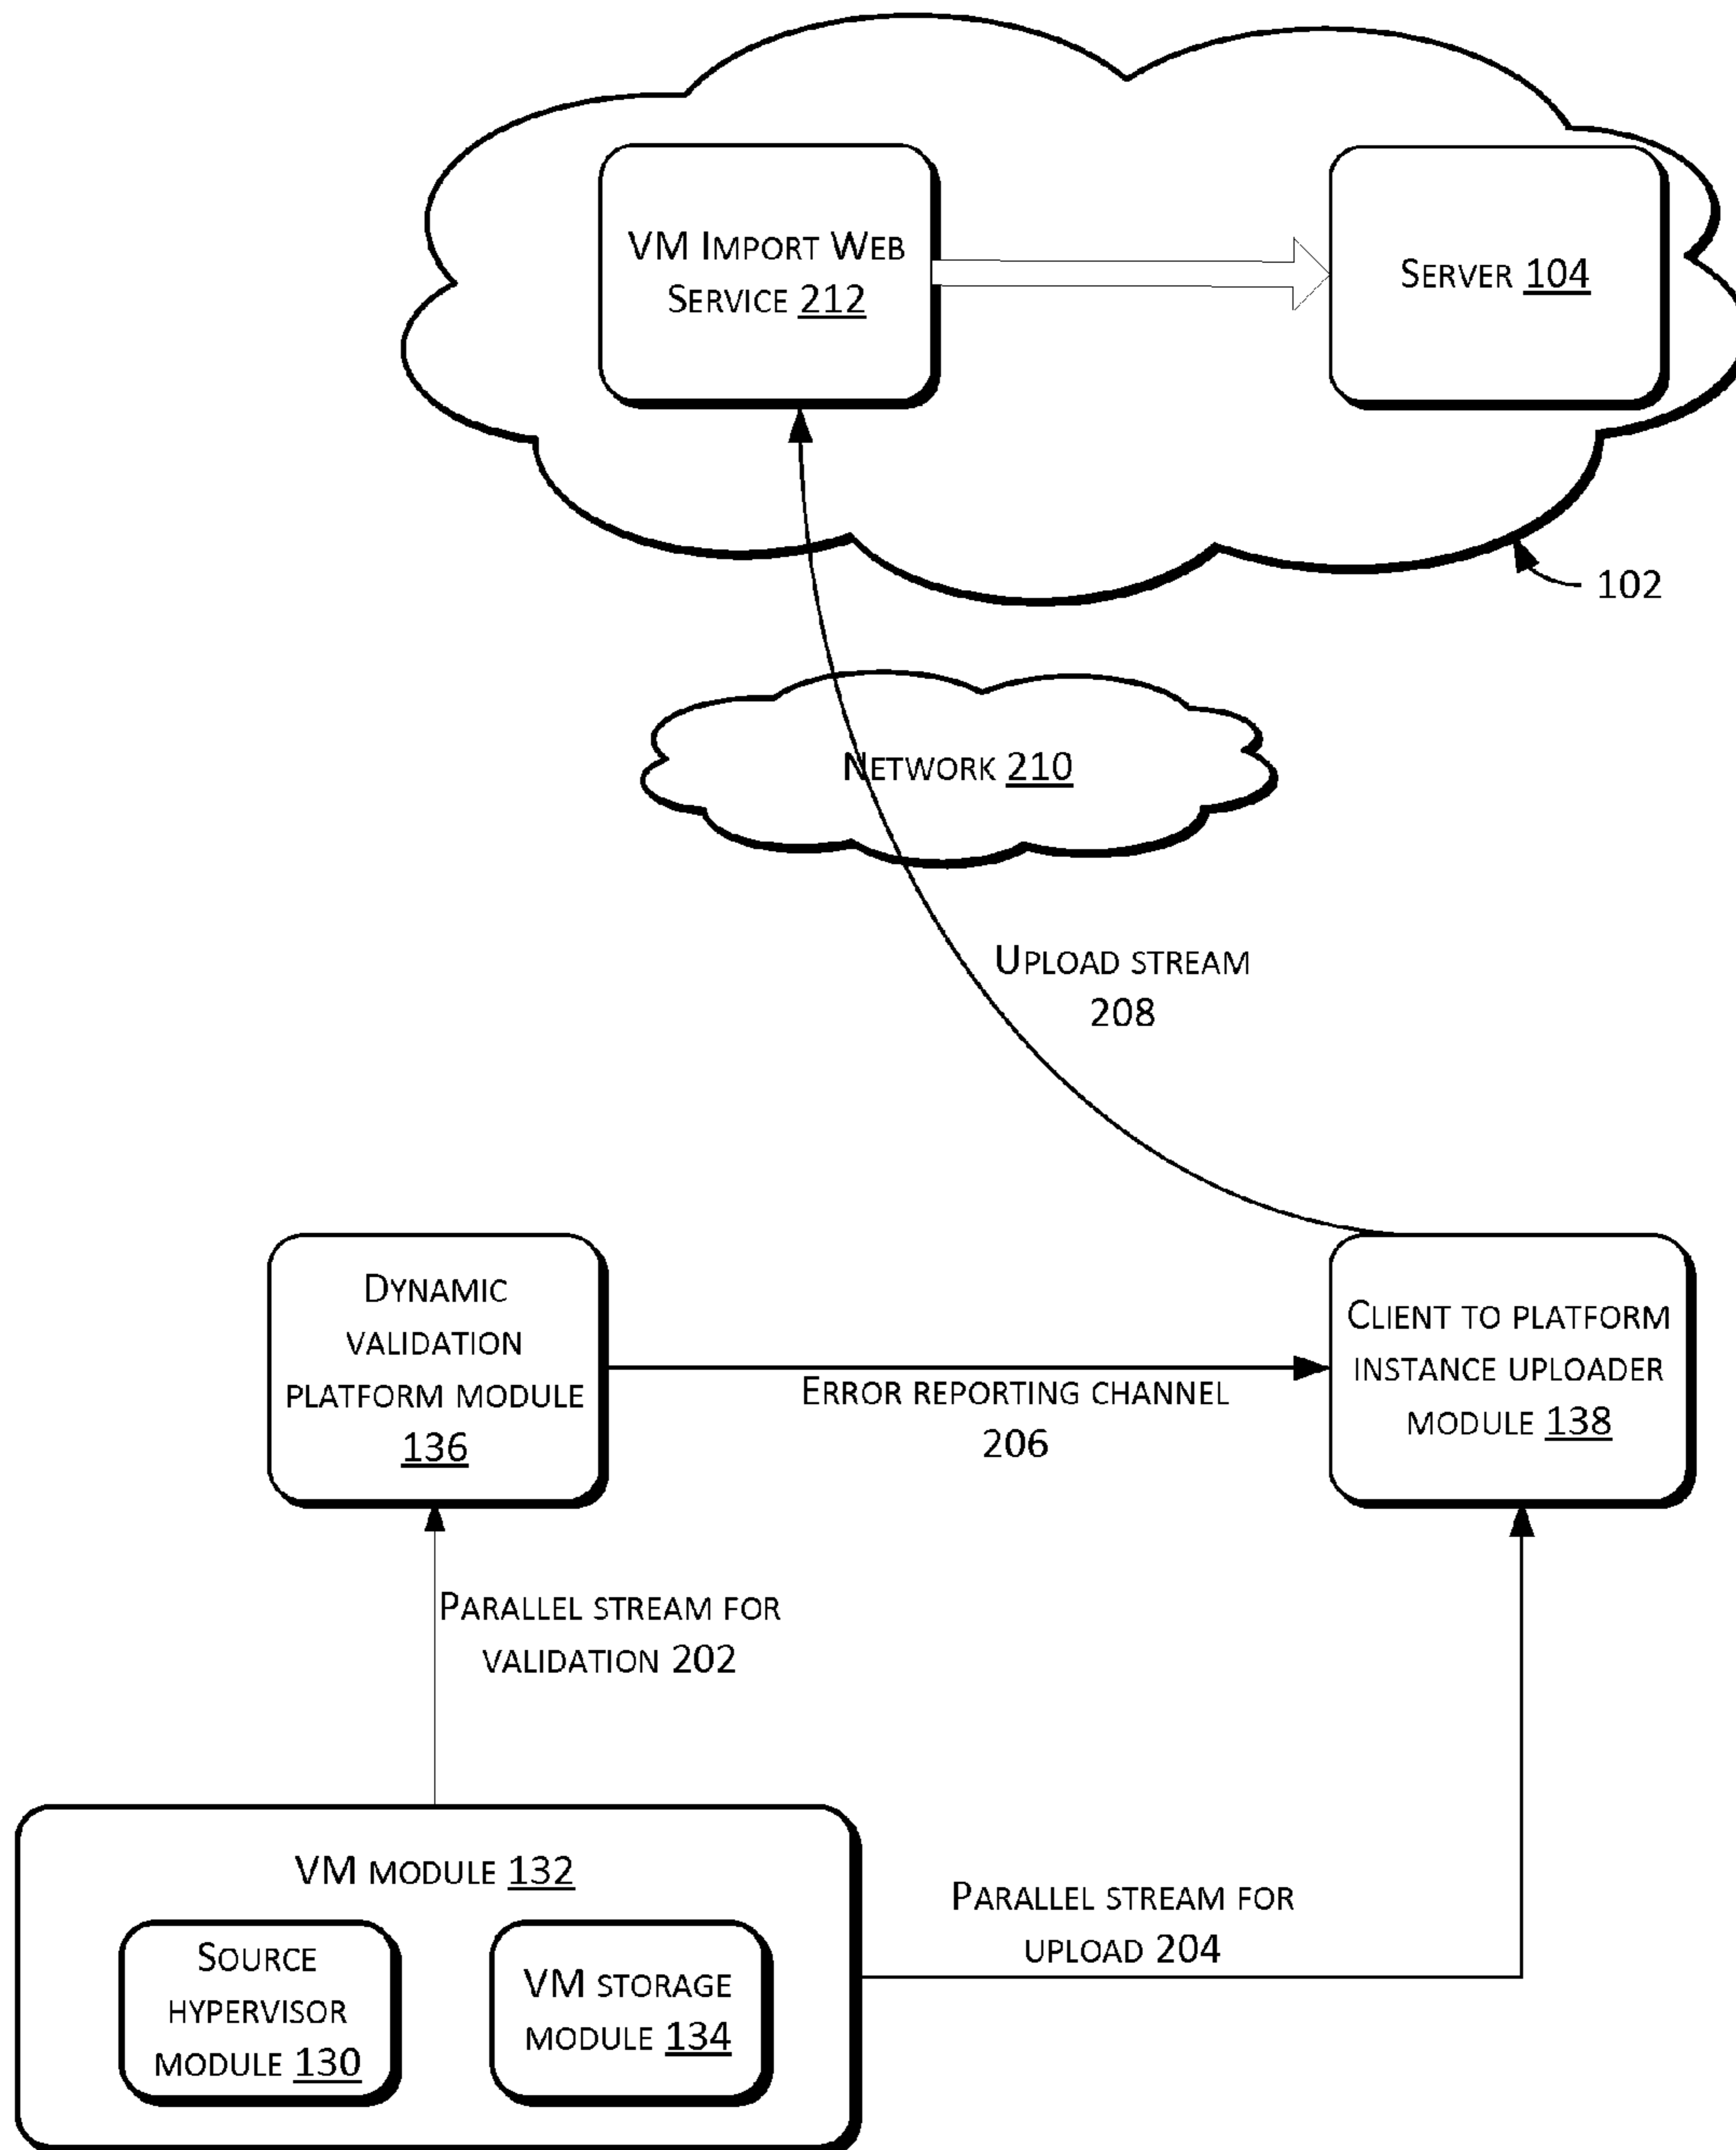 VM Import Web
Service 212
Server 104
102
Network 210
Upload stream
208
Dynamic
validation
platform module
136
Error reporting channel
206
Client to platform
instance uploader
module 138
Parallel stream for
validation 202
VM module 132
Source
hypervisor
module 130
VM storage
module 134
Parallel stream for
upload 204